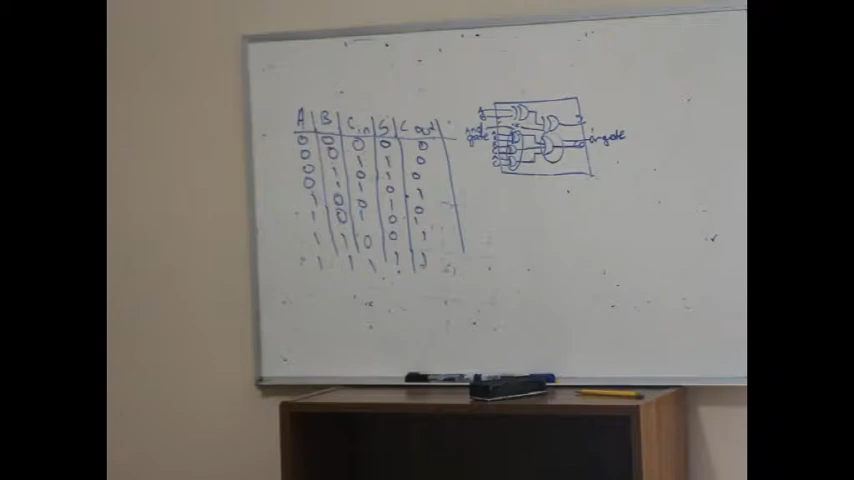 A B Cin S Cout
0 0 0 0 0
0 0 1 1 0
0 1 0 1 0
0 1 1 0 1
1 0 0 1 0
1 0 1 0 1
1 1 0 0 1
1 1 1 1 1
And
gate
Orgate